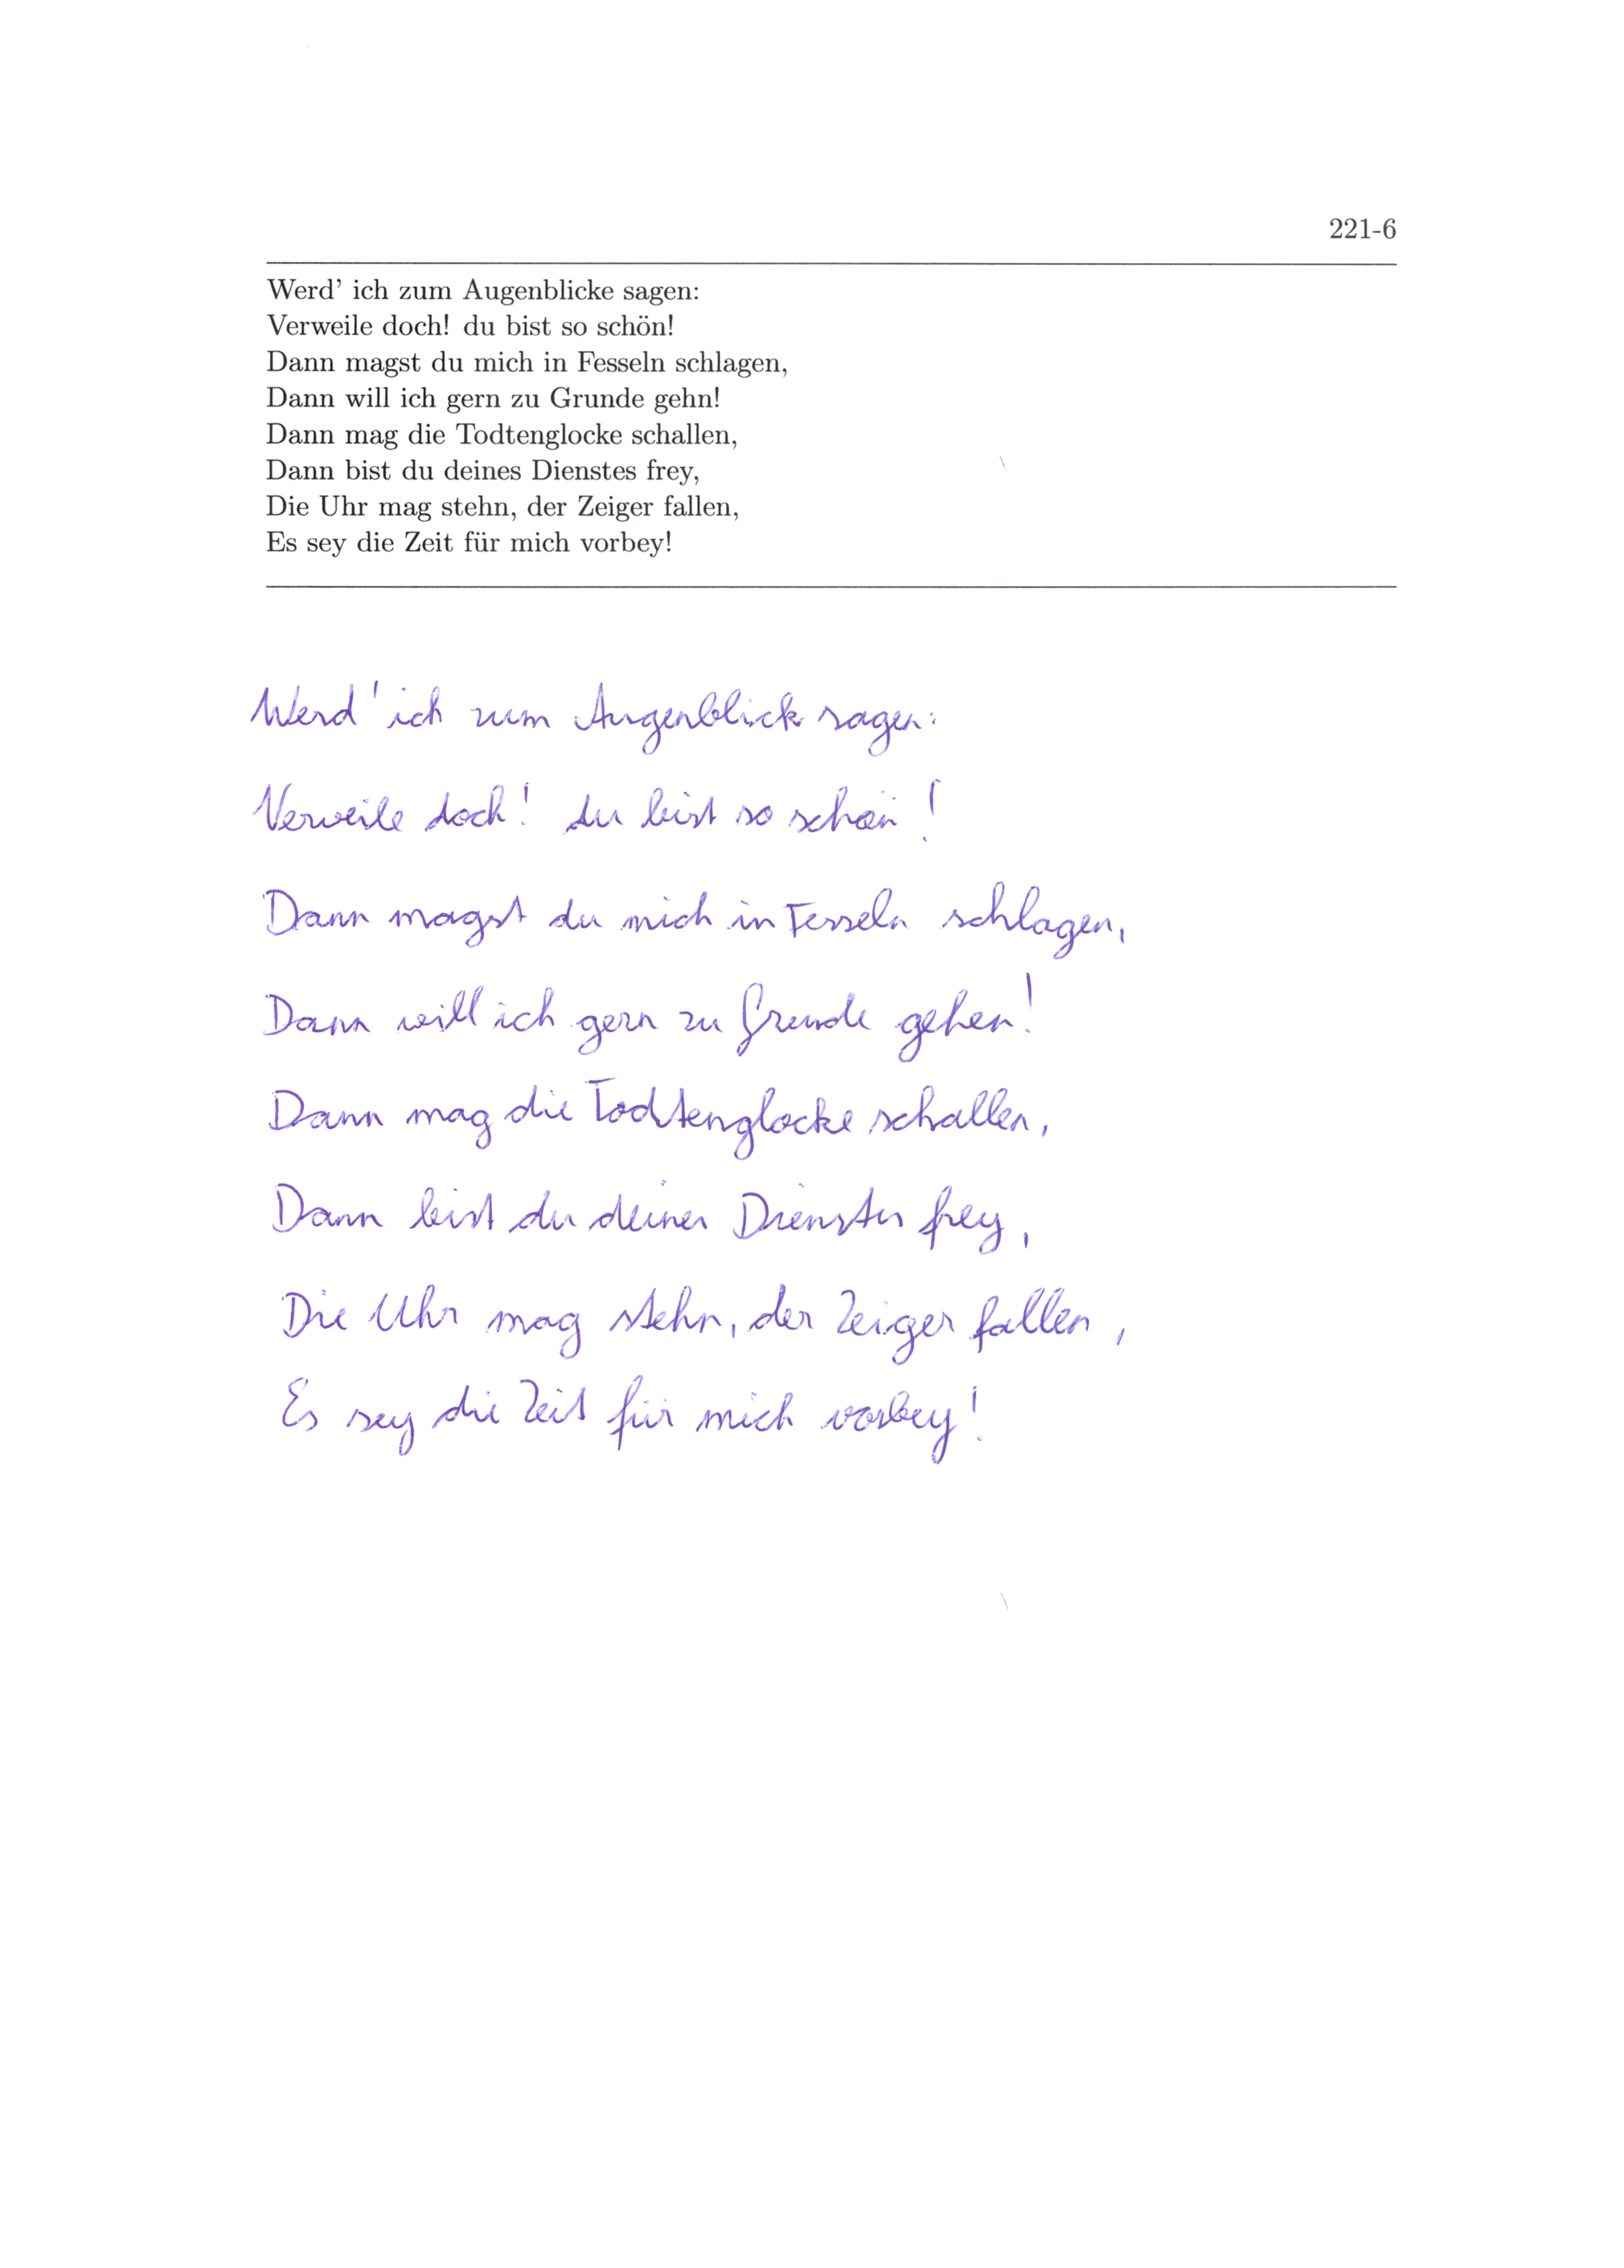 221-6
Werd' ich zum Augenblicke sagen:
Verweile doch! du bist so schön!
Dann magst du mich in Fesseln schlagen,
Dann will ich gern zu Grunde gehn!
Dann mag die Todtenglocke schallen,
Dann bist du deines Dienstes frey,
Die Uhr mag stehn, der Zeiger fallen,
Es sey die Zeit für mich vorbey!
Werd' ich zum Augenblick sagen:
Verweile doch! du bist so schön!
Dann magst du mich in Fesseln schlagen,
Dann will ich gern zu Grunde gehen!
Dann mag die Todtenglocke schallen,
Dann bist du deines Dienstes frey,
Die Uhr mag stehn, der Zeiger fallen,
Es sey die Zeit für mich vorbey!